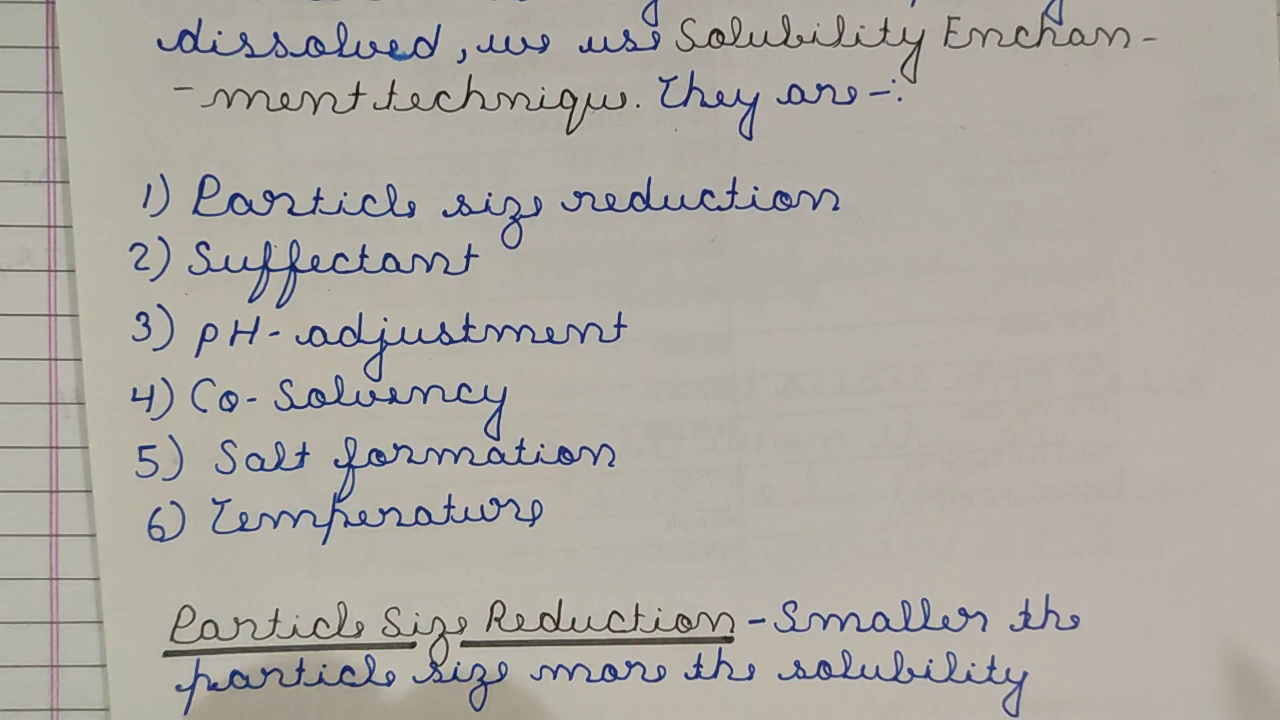 dissolved, we use Solubility Enchan-
-ment technique. They are -:
1) Particle size reduction
2) Suffectant
3) pH- adjustment
4) Co- Solvency
5) Salt formation
6) Temperature
Particle Size Reduction - Smaller the
particle size more the solubility